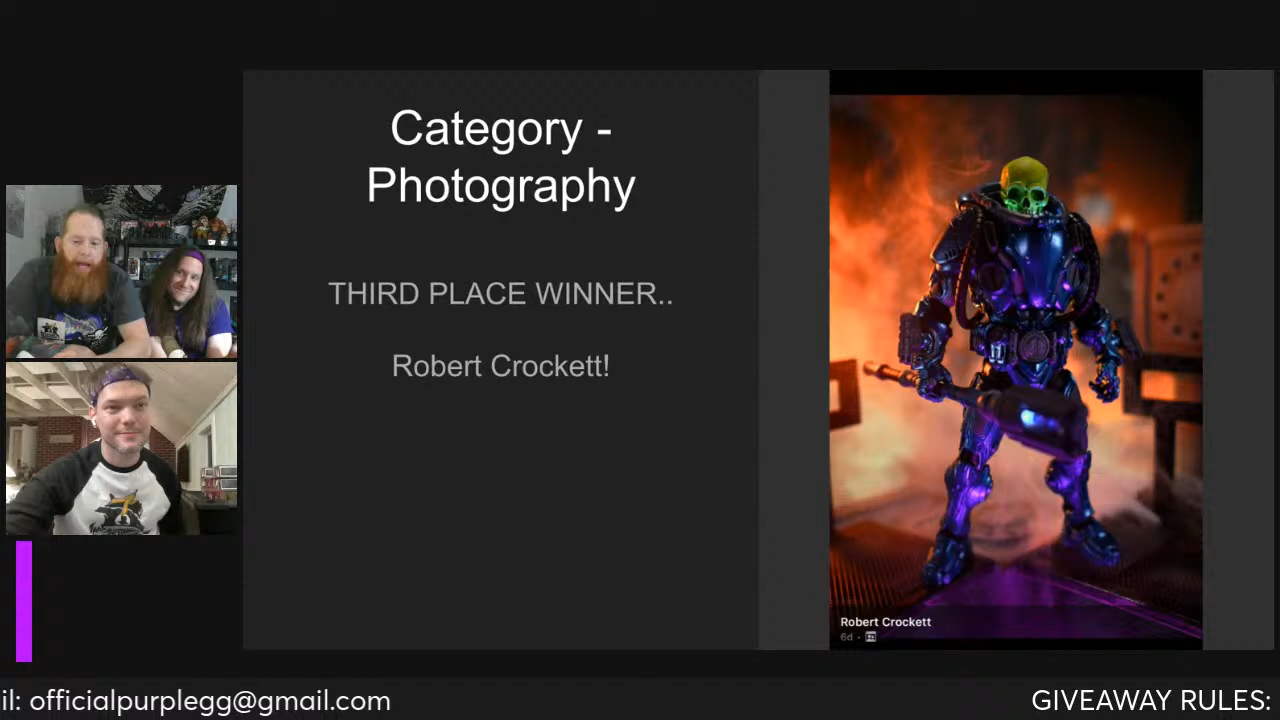 Category -
Photography
THIRD PLACE WINNER..
Robert Crockett!
Robert Crockett
6d ·
il: officialpurplegg@gmail.com
GIVEAWAY RULES: